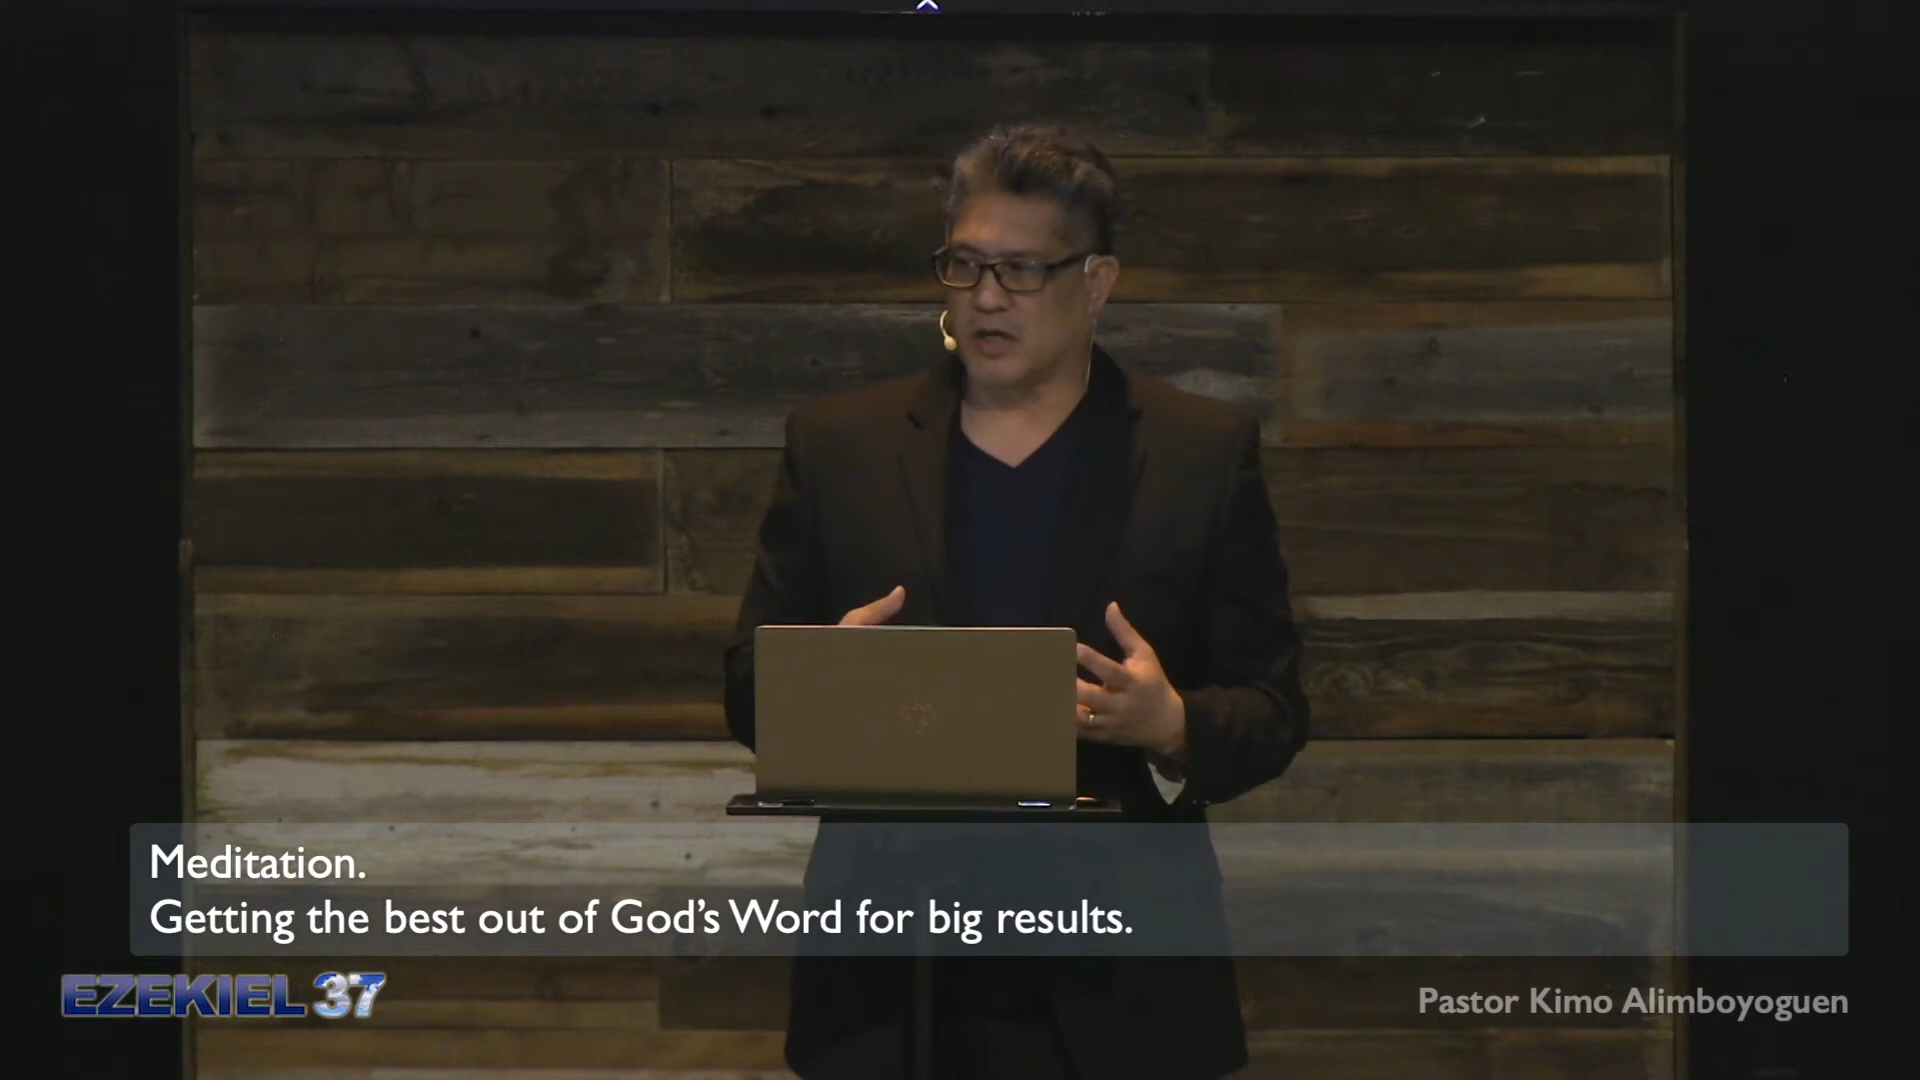 Meditation.
Getting the best out of God's Word for big results.
EZEKIEL 37
Pastor Kimo Alimboyoguen